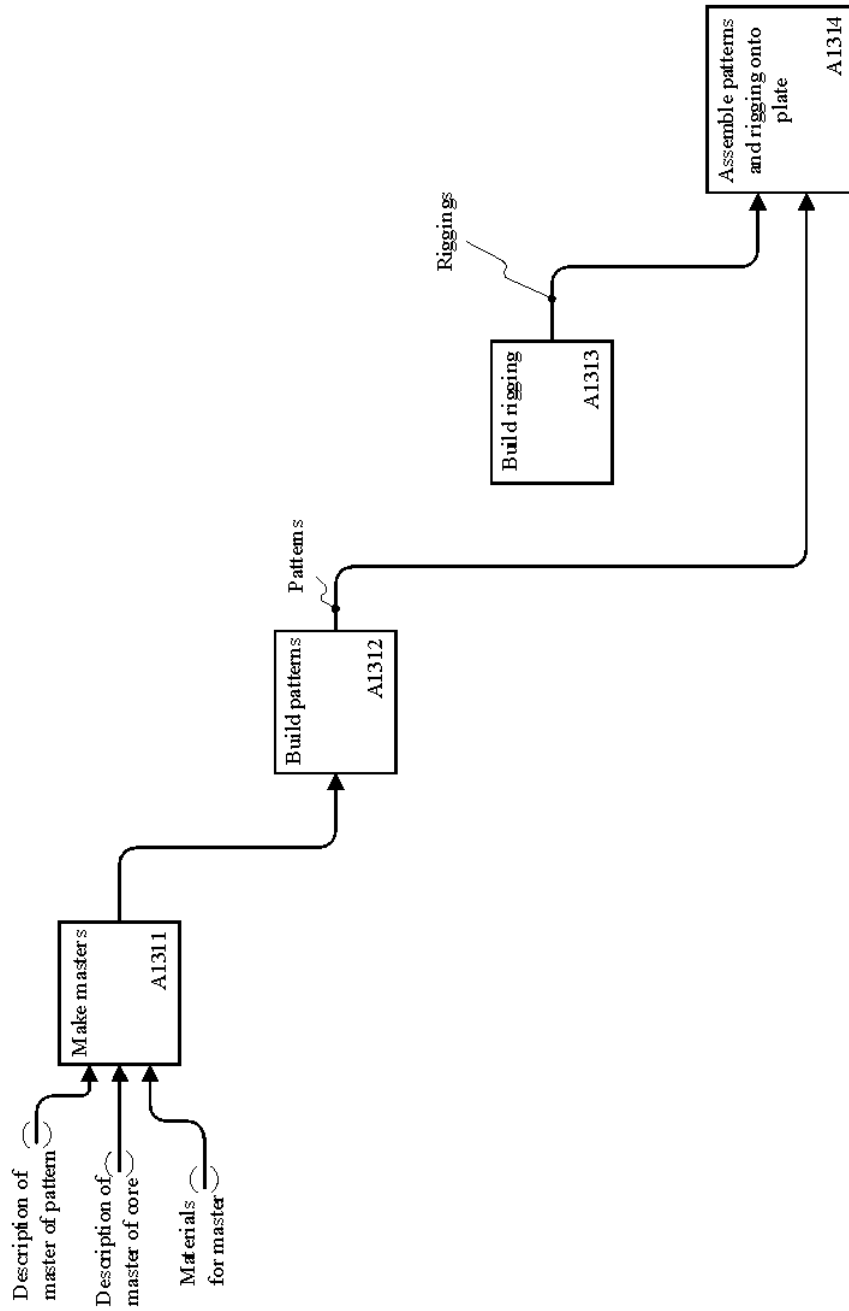 Description of
master of pattern
Description of
master of core
Materials
for master
Make masters
A1311
Build patterns
A1312
Patterns
Build rigging
A1313
Riggings
Assemble patterns
and rigging onto
plate
A1314